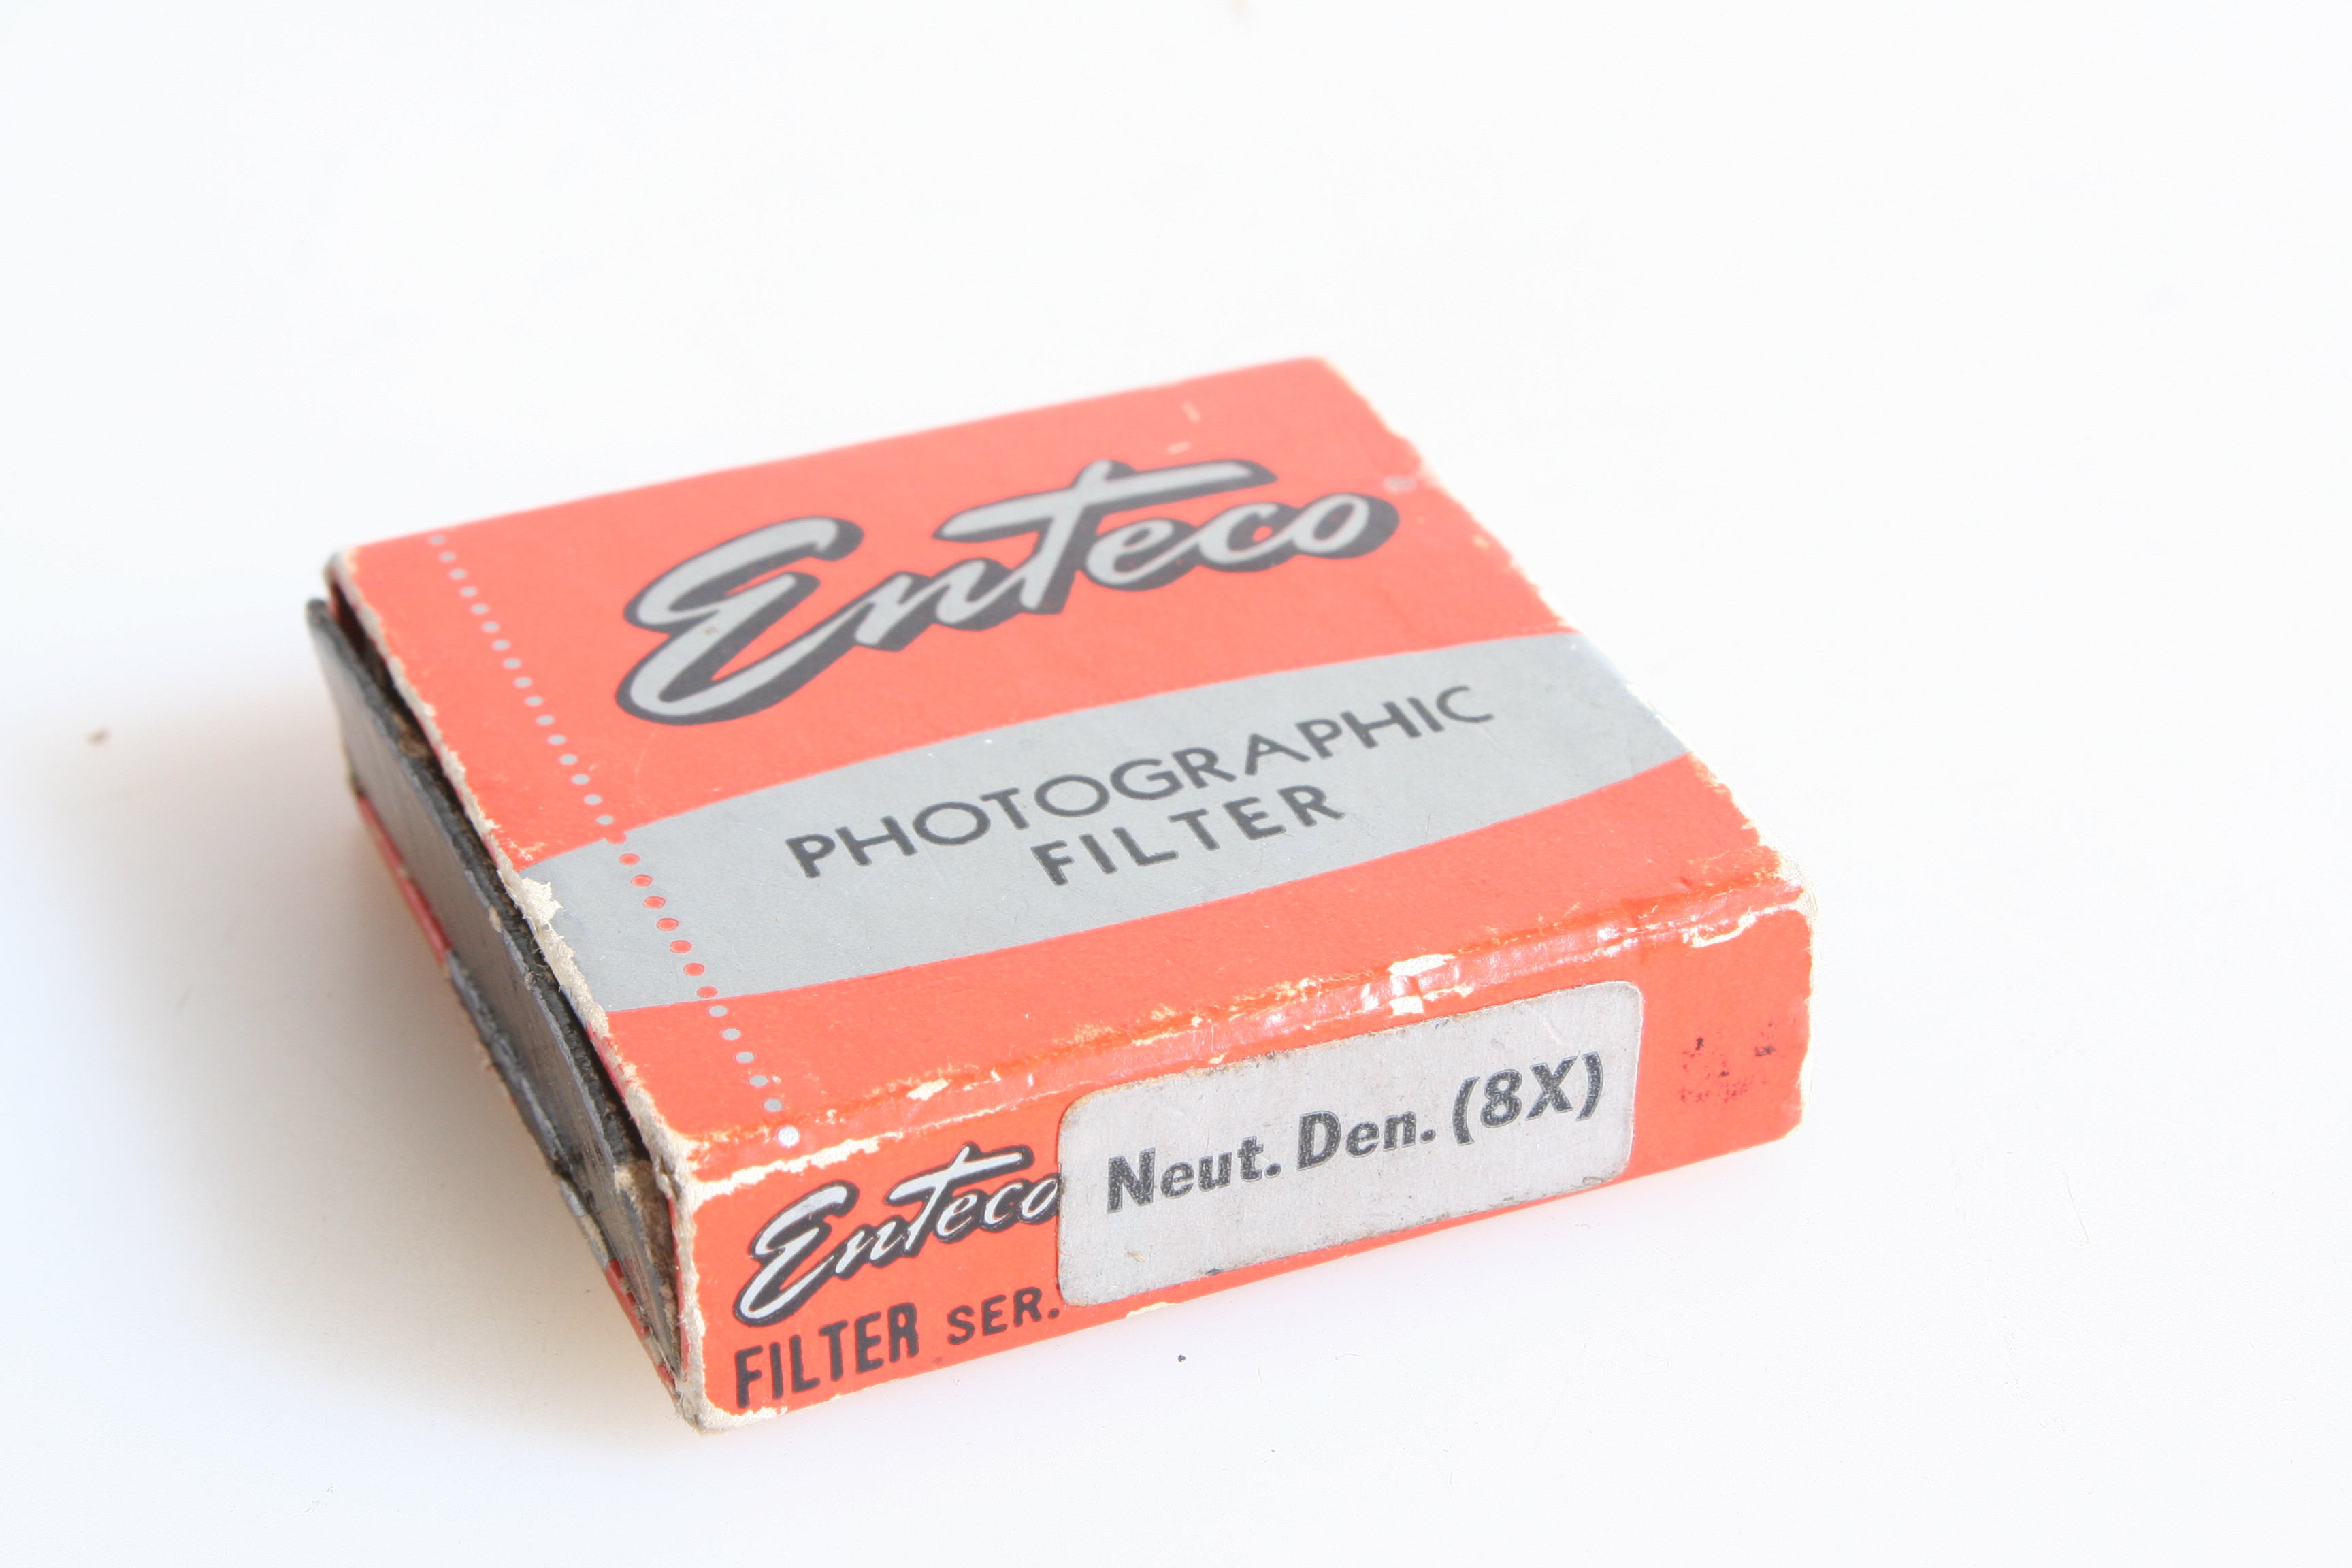 Enteco
PHOTOGRAPHIC
FILTER
Enteco
FILTER SER.
Neut. Den. (8X)